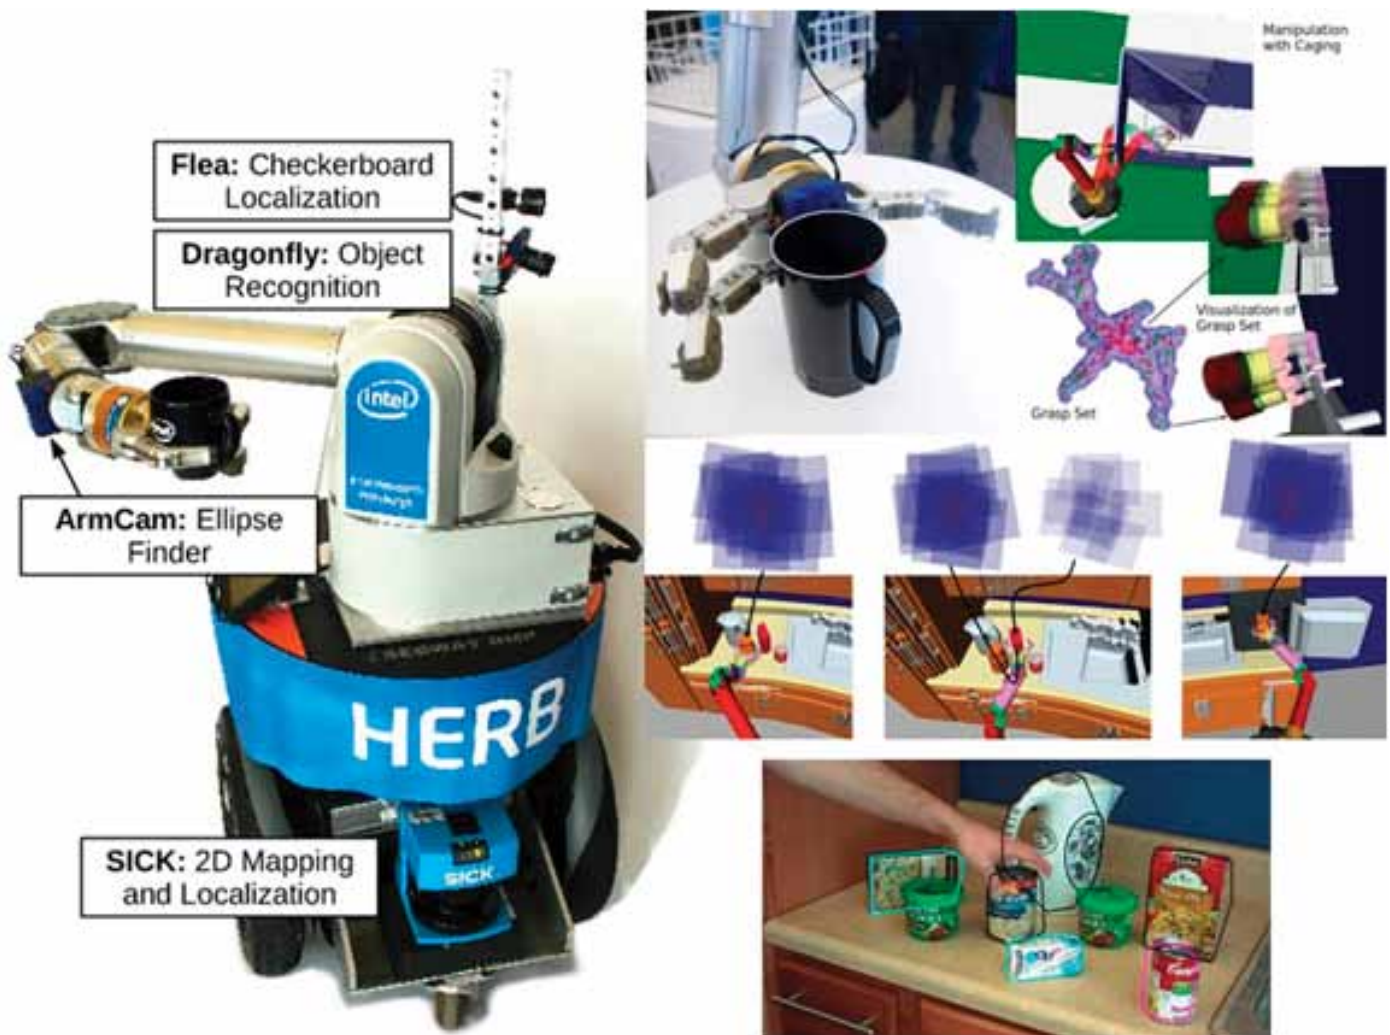 Flea: Checkerboard
Localization
Dragonfly: Object
Recognition
intel
ArmCam: Ellipse
Finder
HERB
SICK
SICK: 2D Mapping
and Localization
Manipulation
with Caging
Visualization of
Grasp Set
Grasp Set